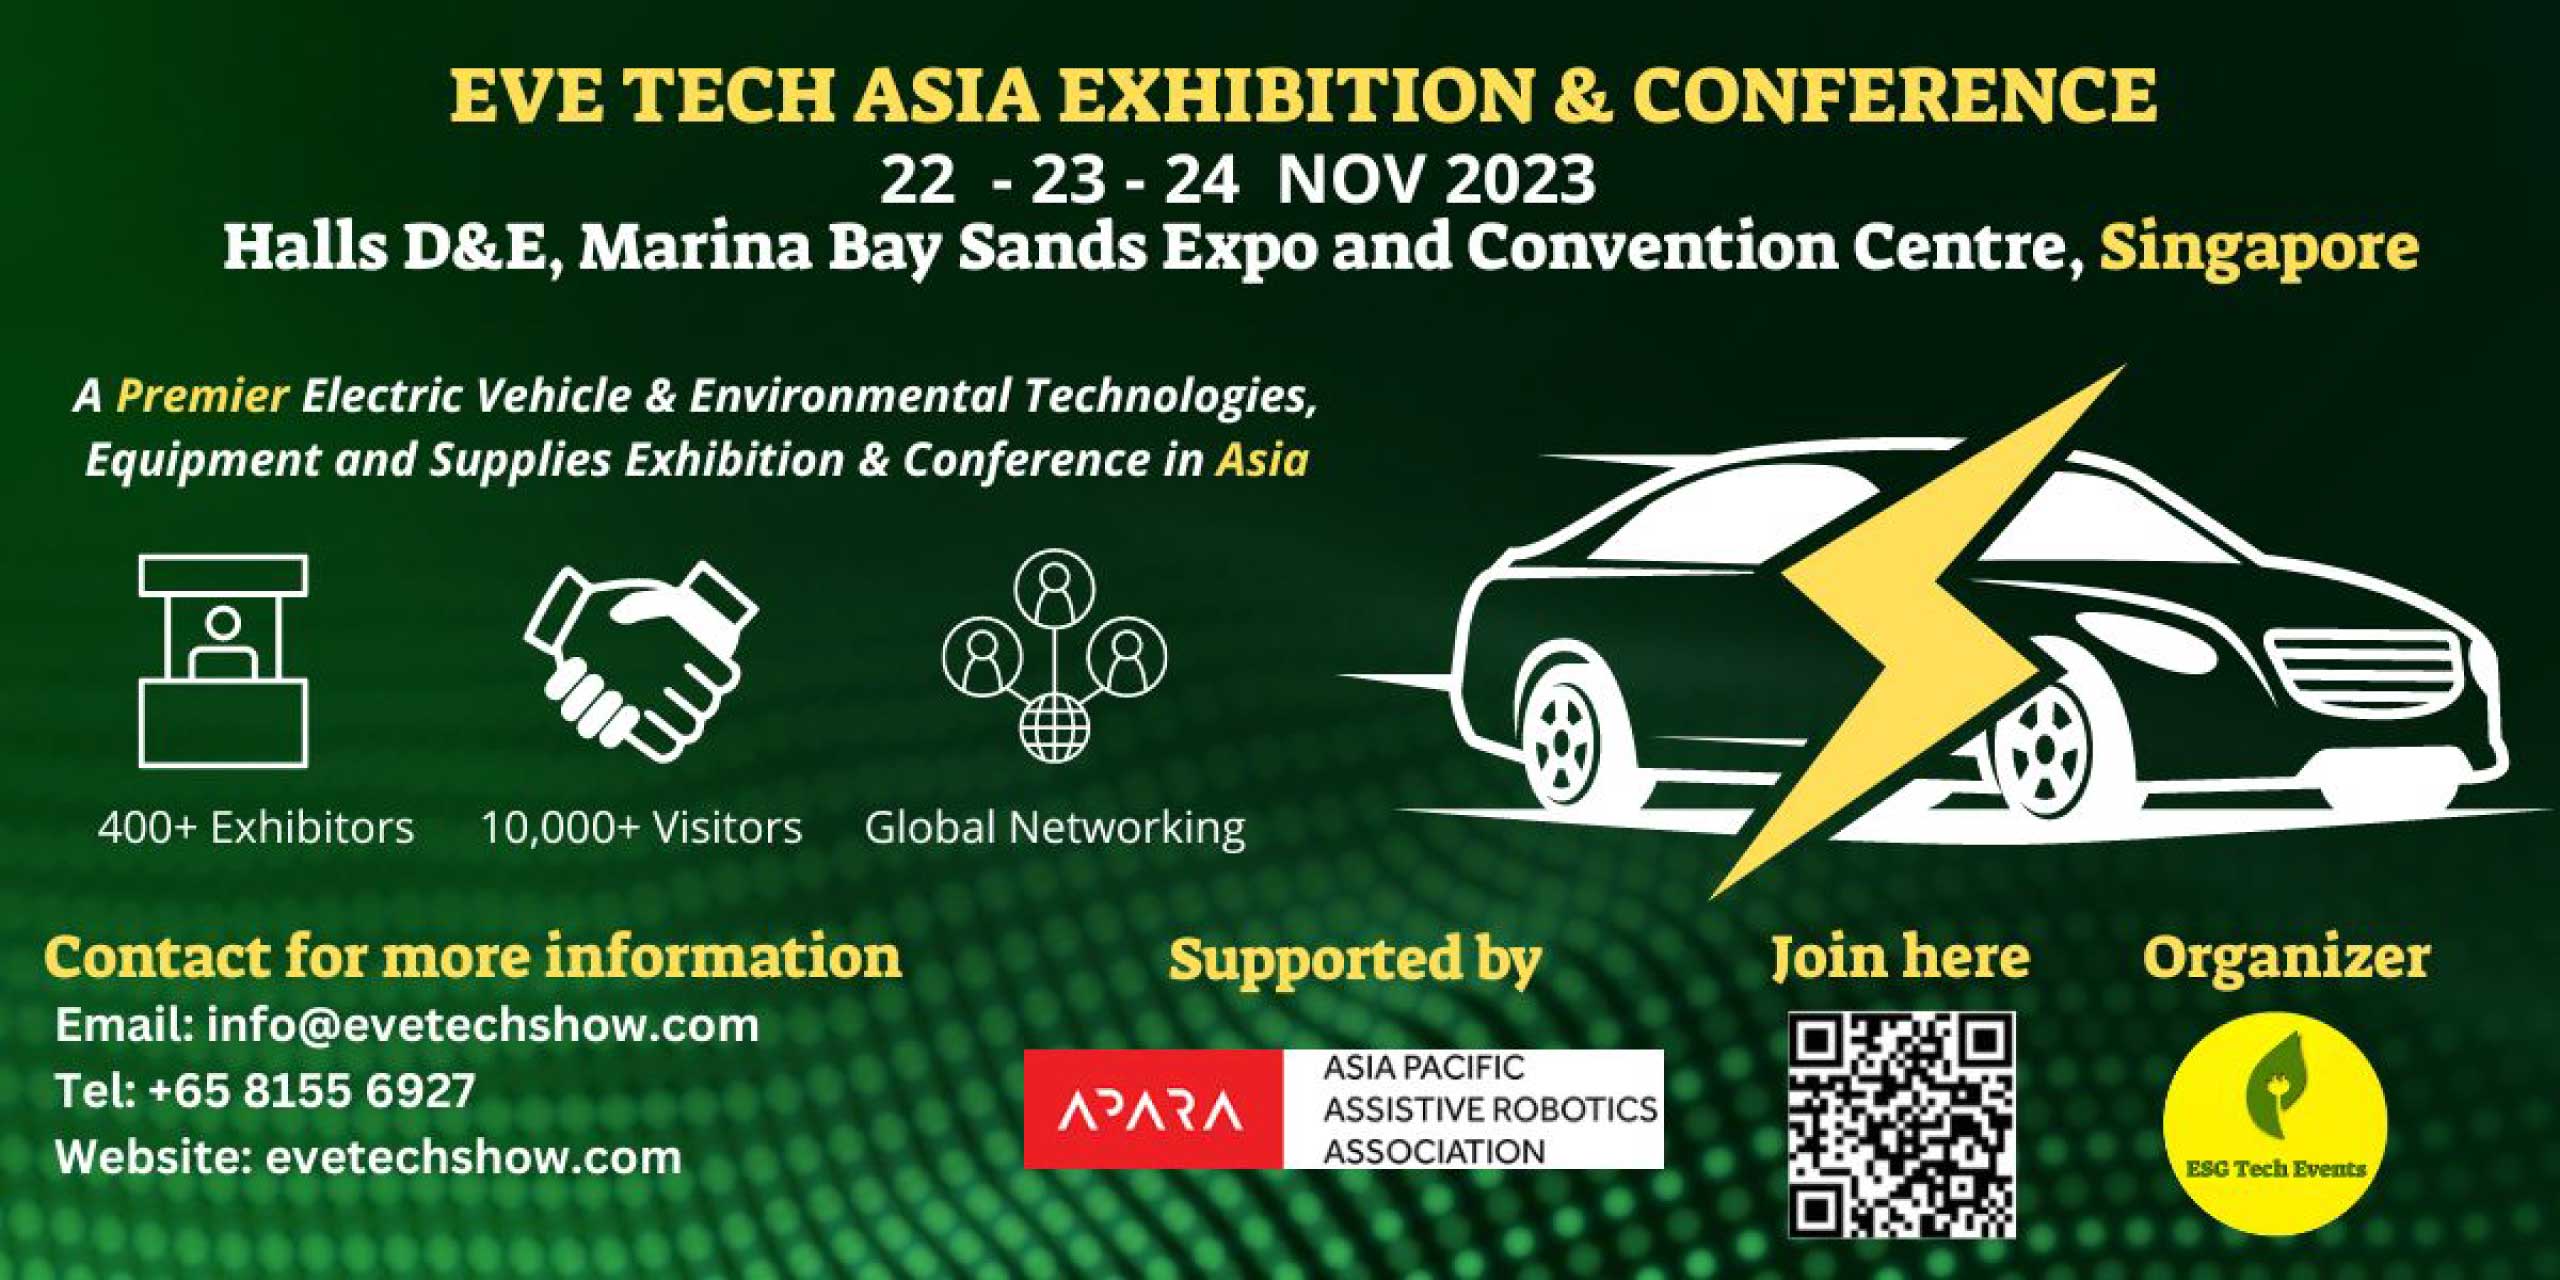 EVE TECH ASIA EXHIBITION & CONFERENCE
22 - 23 - 24 NOV 2023
Halls D&E, Marina Bay Sands Expo and Convention Centre, Singapore
A Premier Electric Vehicle & Environmental Technologies,
Equipment and Supplies Exhibition & Conference in Asia
400+ Exhibitors
10,000+ Visitors
Global Networking
Contact for more information
Email: info@evetechshow.com
Tel: +65 8155 6927
Website: evetechshow.com
Supported by
APARA
ASIA PACIFIC
ASSISTIVE ROBOTICS
ASSOCIATION
Join here
Organizer
ESG Tech Events